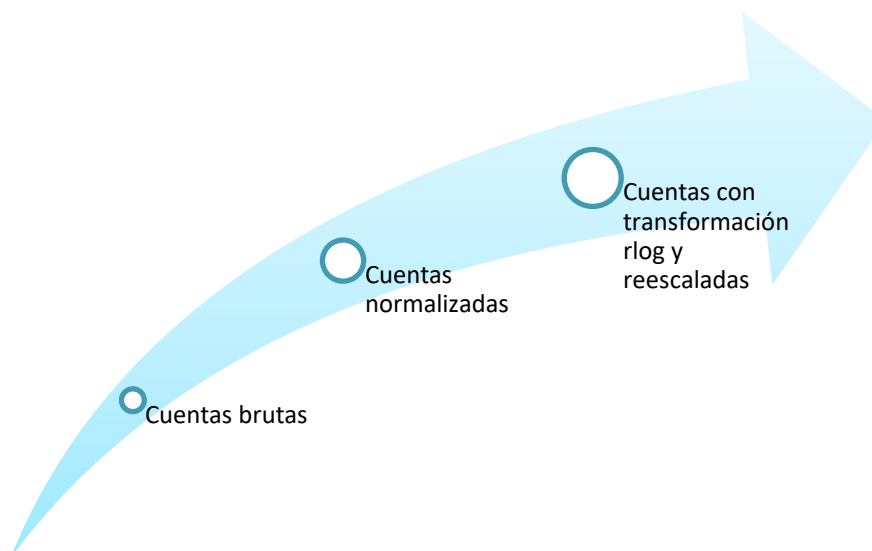 Cuentas con
transformación
rlog y
reescaladas
Cuentas
normalizadas
Cuentas brutas